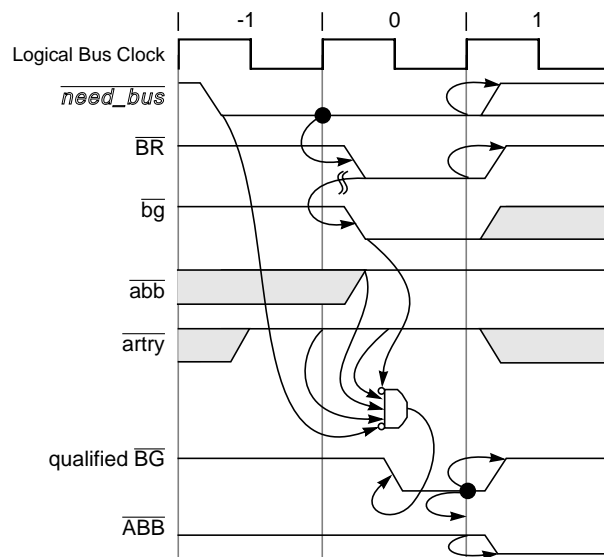 -1 0 1
Logical Bus Clock
need_bus
BR
bg
abb
artry
qualified BG
ABB